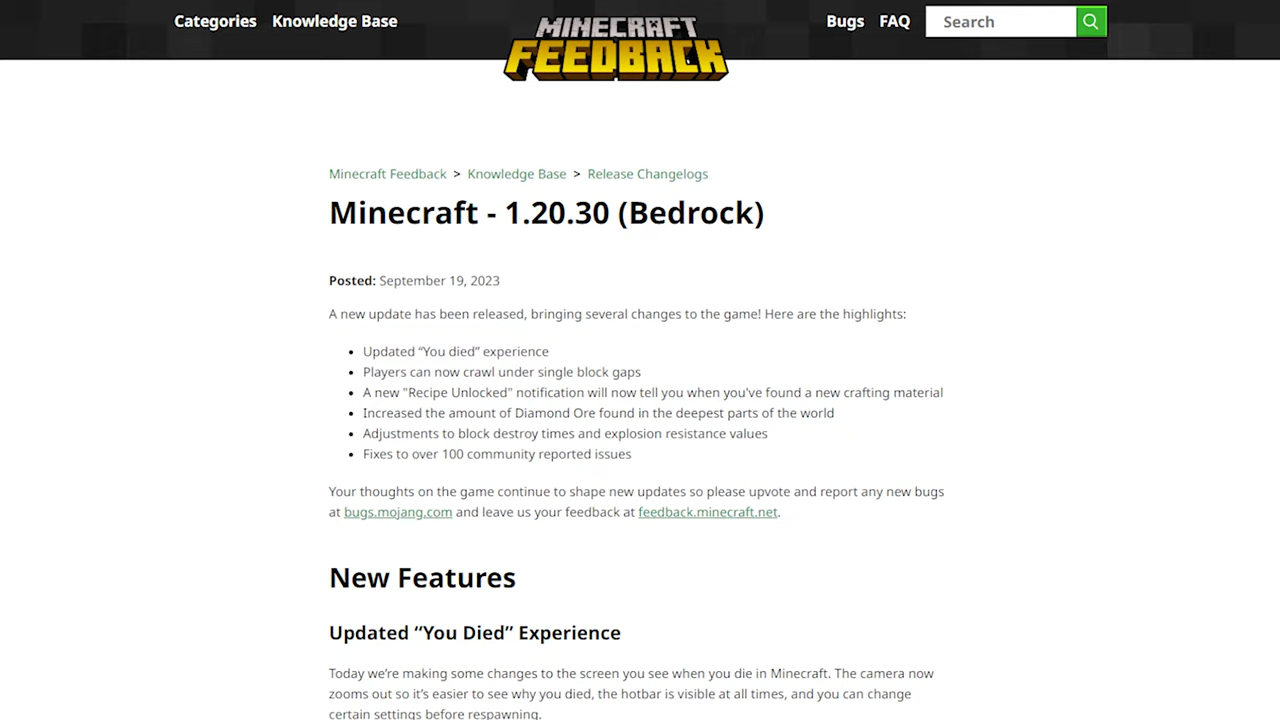 Categories Knowledge Base MINECRAFT FEEDBACK Bugs FAQ Search
Minecraft Feedback > Knowledge Base > Release Changelogs
Minecraft - 1.20.30 (Bedrock)
Posted: September 19, 2023
A new update has been released, bringing several changes to the game! Here are the highlights:
• Updated “You died” experience
• Players can now crawl under single block gaps
• A new "Recipe Unlocked" notification will now tell you when you've found a new crafting material
• Increased the amount of Diamond Ore found in the deepest parts of the world
• Adjustments to block destroy times and explosion resistance values
• Fixes to over 100 community reported issues
Your thoughts on the game continue to shape new updates so please upvote and report any new bugs
at bugs.mojang.com and leave us your feedback at feedback.minecraft.net.
New Features
Updated “You Died” Experience
Today we’re making some changes to the screen you see when you die in Minecraft. The camera now
zooms out so it’s easier to see why you died, the hotbar is visible at all times, and you can change
certain settings before respawning.